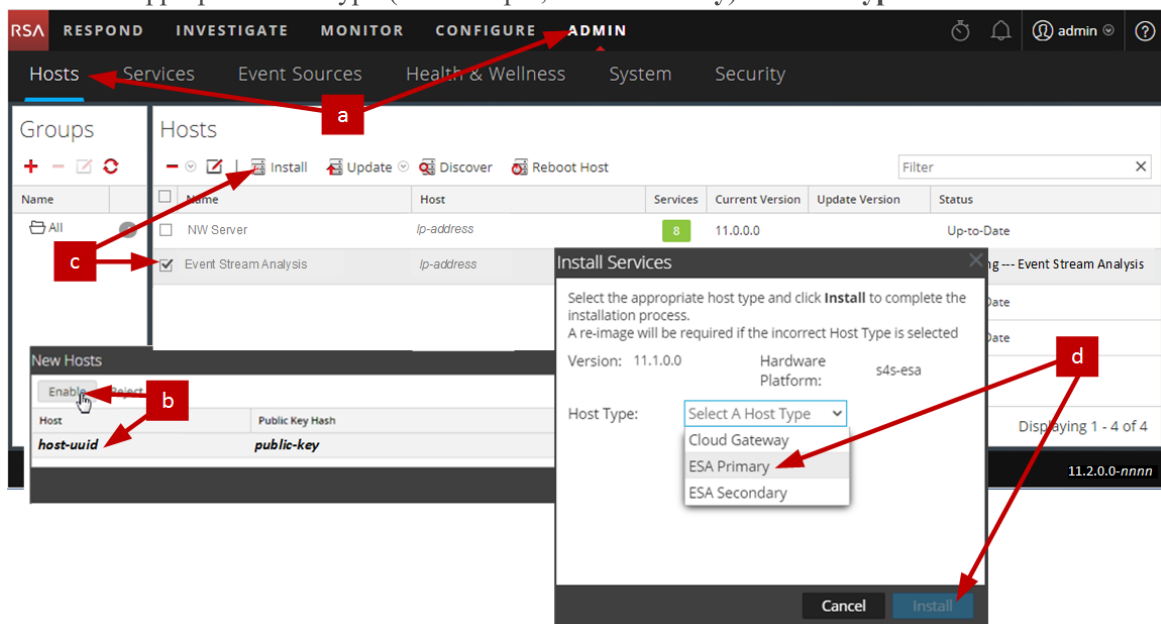 RSA RESPOND INVESTIGATE MONITOR CONFIGURE ADMIN admin ?
Hosts Services Event Sources Health & Wellness System Security
a
Groups
Hosts
Install Update Discover Reboot Host Filter X
Name
Name Host Services Current Version Update Version Status
All
NW Server Ip-address 8 11.0.0.0 Up-to-Date
c
Event Stream Analysis Ip-address ng --- Event Stream Analysis
Date
Date
Displaying 1 - 4 of 4
11.2.0.0-nnnn
New Hosts
Enable Reject
b
Host Public Key Hash
host-uuid public-key
Install Services
Select the appropriate host type and click Install to complete the
installation process.
A re-image will be required if the incorrect Host Type is selected
Version: 11.1.0.0 Hardware
Platform: s4s-esa
d
Host Type: Select A Host Type
Cloud Gateway
ESA Primary
ESA Secondary
Cancel Install